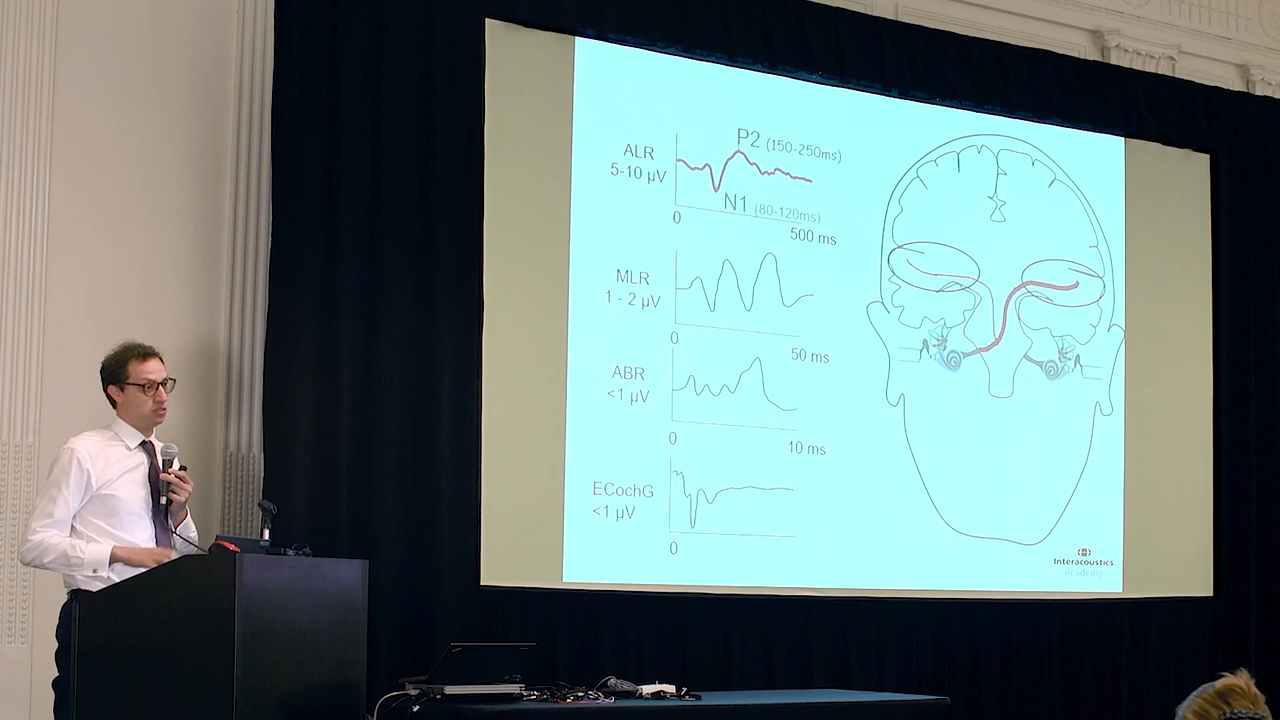 ALR
5-10 µV
P2 (150-250ms)
N1 (80-120ms)
0
500 ms
MLR
1 - 2 µV
0
50 ms
ABR
<1 µV
0
10 ms
ECochG
<1 µV
0
Interacoustics
Academy